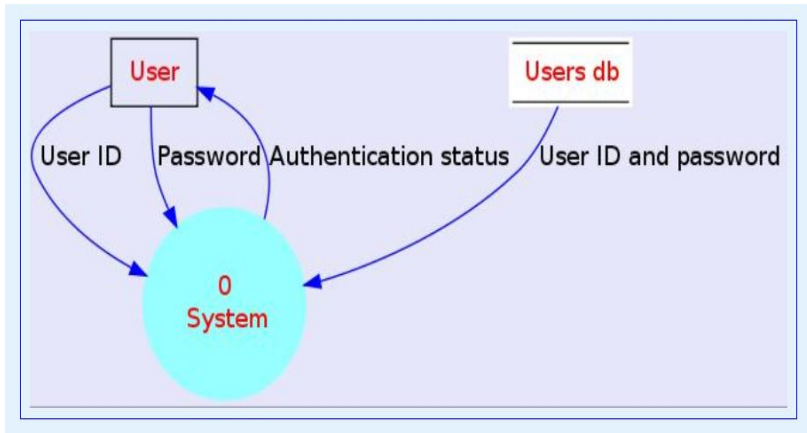 User
Users db
User ID
Password
Authentication status
User ID and password
0
System